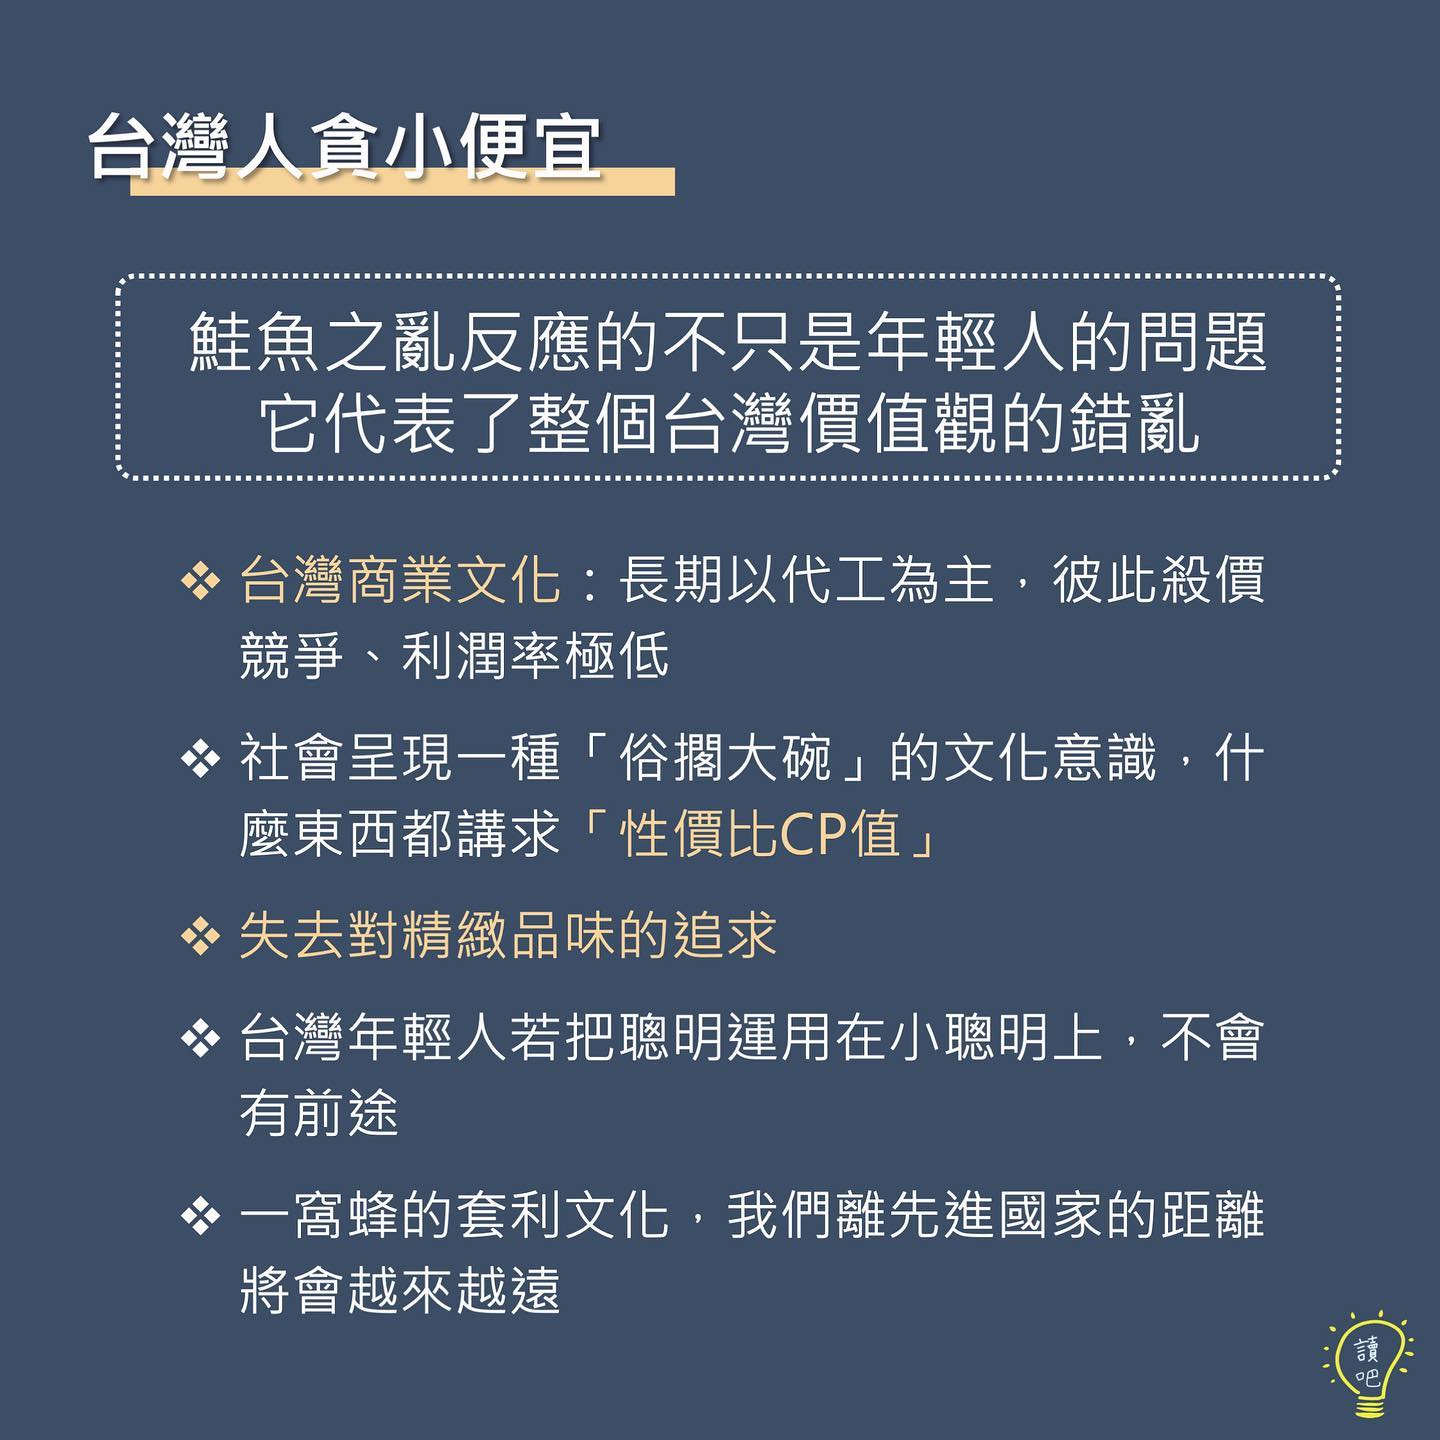 台灣人貪小便宜
鮭魚之亂反應的不只是年輕人的問題
它代表了整個台灣價值觀的錯亂
❖ 台灣商業文化：長期以代工為主，彼此殺價
競爭、利潤率極低
❖ 社會呈現一種「俗擱大碗」的文化意識，什
麼東西都講求「性價比CP值」
❖ 失去對精緻品味的追求
❖ 台灣年輕人若把聰明運用在小聰明上，不會
有前途
❖ 一窩蜂的套利文化，我們離先進國家的距離
將會越來越遠
讀
吧